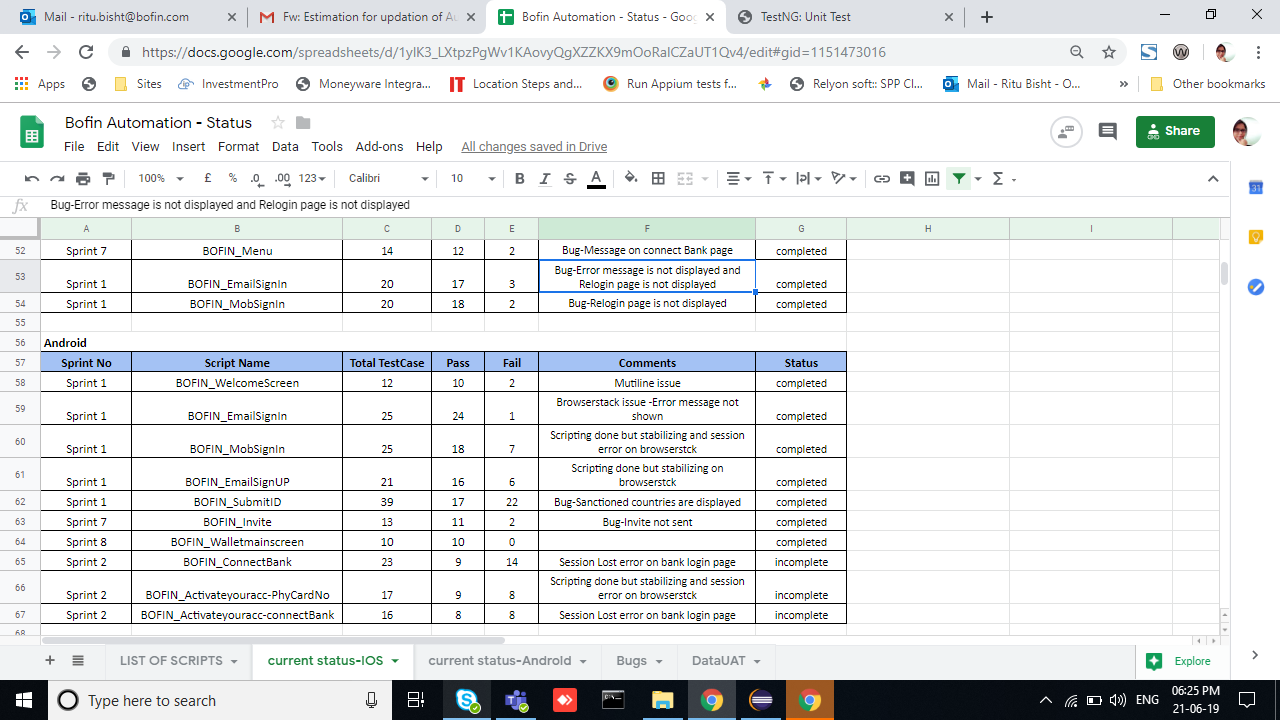 Mail - ritu.bisht@bofin.com
Fw: Estimation for updation of Au
Bofin Automation - Status - Goog
TestNG: Unit Test
https://docs.google.com/spreadsheets/d/1ylK3_LXtpzPgWv1KAovyQgXZZKX9mOoRalCZaUT1Qv4/edit#gid=1151473016
Apps
Sites
InvestmentPro
Moneyware Integra...
Location Steps and...
Run Appium tests f...
Relyon soft:: SPP Cl...
Mail - Ritu Bisht - O...
»
Other bookmarks
Bofin Automation - Status
File Edit View Insert Format Data Tools Add-ons Help All changes saved in Drive
Share
100% £ % .0 .00 123 Calibri 10 B I S A Σ
fx Bug-Error message is not displayed and Relogin page is not displayed
A B C D E F G H I
52 Sprint 7 BOFIN_Menu 14 12 2 Bug-Message on connect Bank page completed
53 Sprint 1 BOFIN_EmailSignIn 20 17 3 Bug-Error message is not displayed and
Relogin page is not displayed completed
54 Sprint 1 BOFIN_MobSignIn 20 18 2 Bug-Relogin page is not displayed completed
55
56 Android
57 Sprint No Script Name Total TestCase Pass Fail Comments Status
58 Sprint 1 BOFIN_WelcomeScreen 12 10 2 Mutiline issue completed
59 Sprint 1 BOFIN_EmailSignIn 25 24 1 Browserstack issue -Error message not
shown completed
60 Sprint 1 BOFIN_MobSignIn 25 18 7 Scripting done but stabilizing and session
error on browserstck completed
61 Sprint 1 BOFIN_EmailSignUP 21 16 6 Scripting done but stabilizing on
browserstck completed
62 Sprint 1 BOFIN_SubmitID 39 17 22 Bug-Sanctioned countries are displayed completed
63 Sprint 7 BOFIN_Invite 13 11 2 Bug-Invite not sent completed
64 Sprint 8 BOFIN_Walletmainscreen 10 10 0 completed
65 Sprint 2 BOFIN_ConnectBank 23 9 14 Session Lost error on bank login page incomplete
66 Sprint 2 BOFIN_Activateyouracc-PhyCardNo 17 9 8 Scripting done but stabilizing and session
error on browserstck incomplete
67 Sprint 2 BOFIN_Activateyouracc-connectBank 16 8 8 Session Lost error on bank login page incomplete
68
LIST OF SCRIPTS
current status-IOS
current status-Android
Bugs
DataUAT
Explore
Type here to search
ENG
06:25 PM
21-06-19